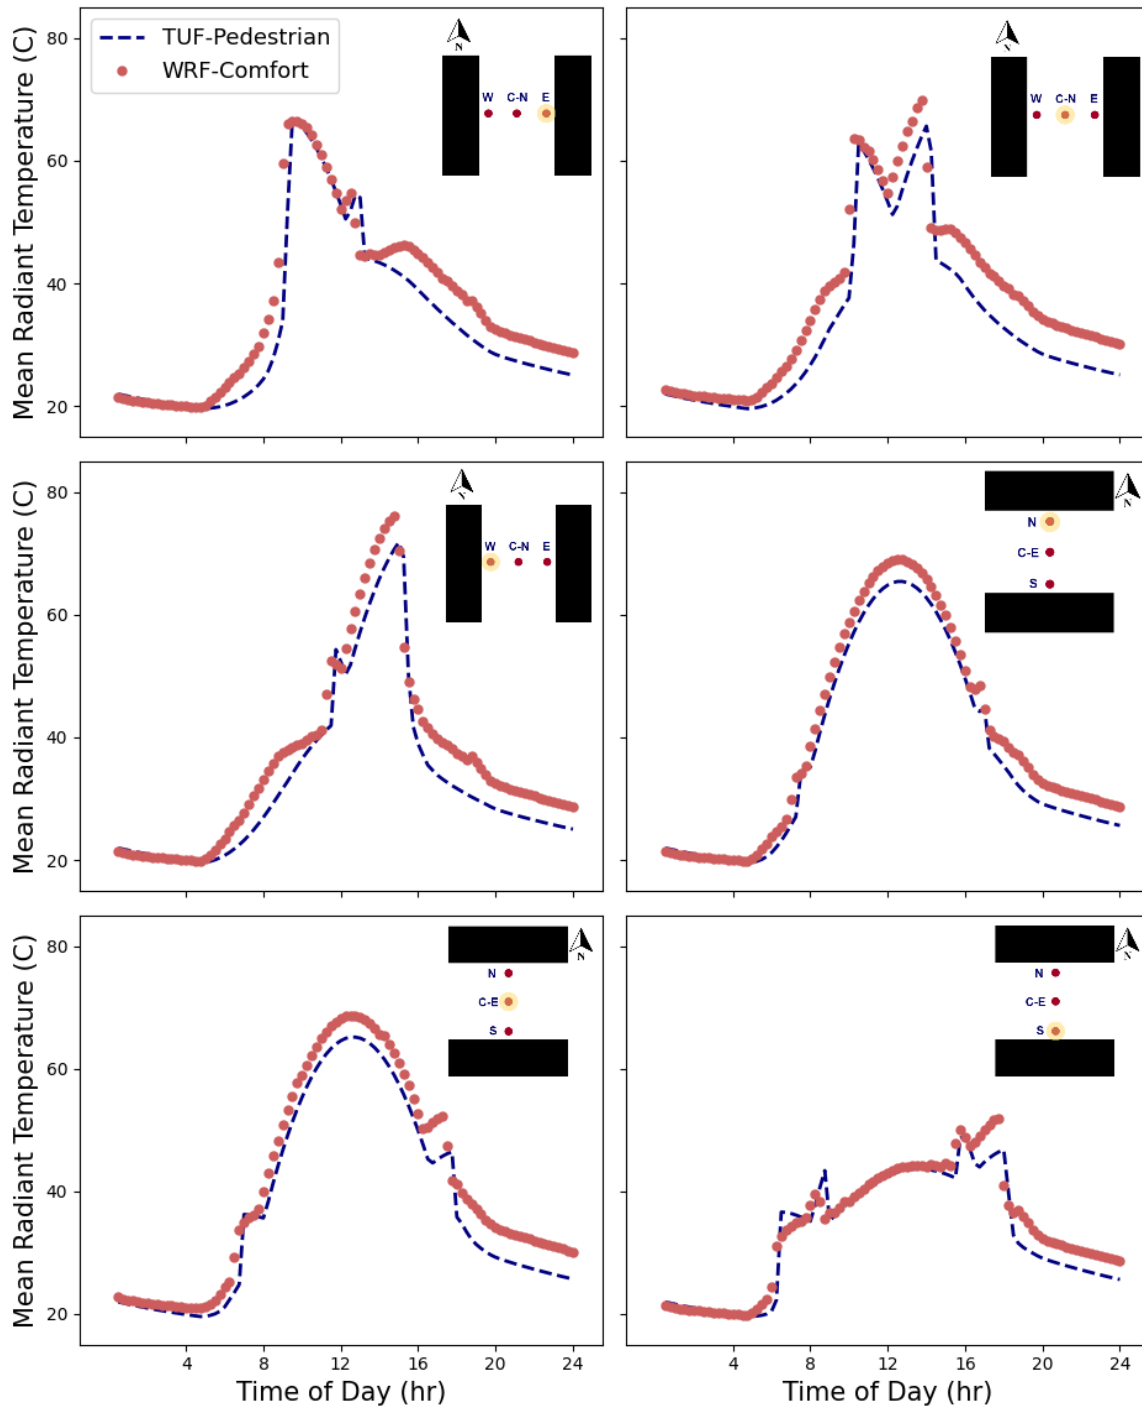 Mean Radiant Temperature (C)
80
60
40
20
TUF-Pedestrian
WRF-Comfort
N
W C-N E
N
W C-N E
Mean Radiant Temperature (C)
80
60
40
20
N
W C-N E
N
N
C-E
S
Mean Radiant Temperature (C)
80
60
40
20
N
N
C-E
S
N
N
C-E
S
4 8 12 16 20 24
4 8 12 16 20 24
Time of Day (hr)
Time of Day (hr)